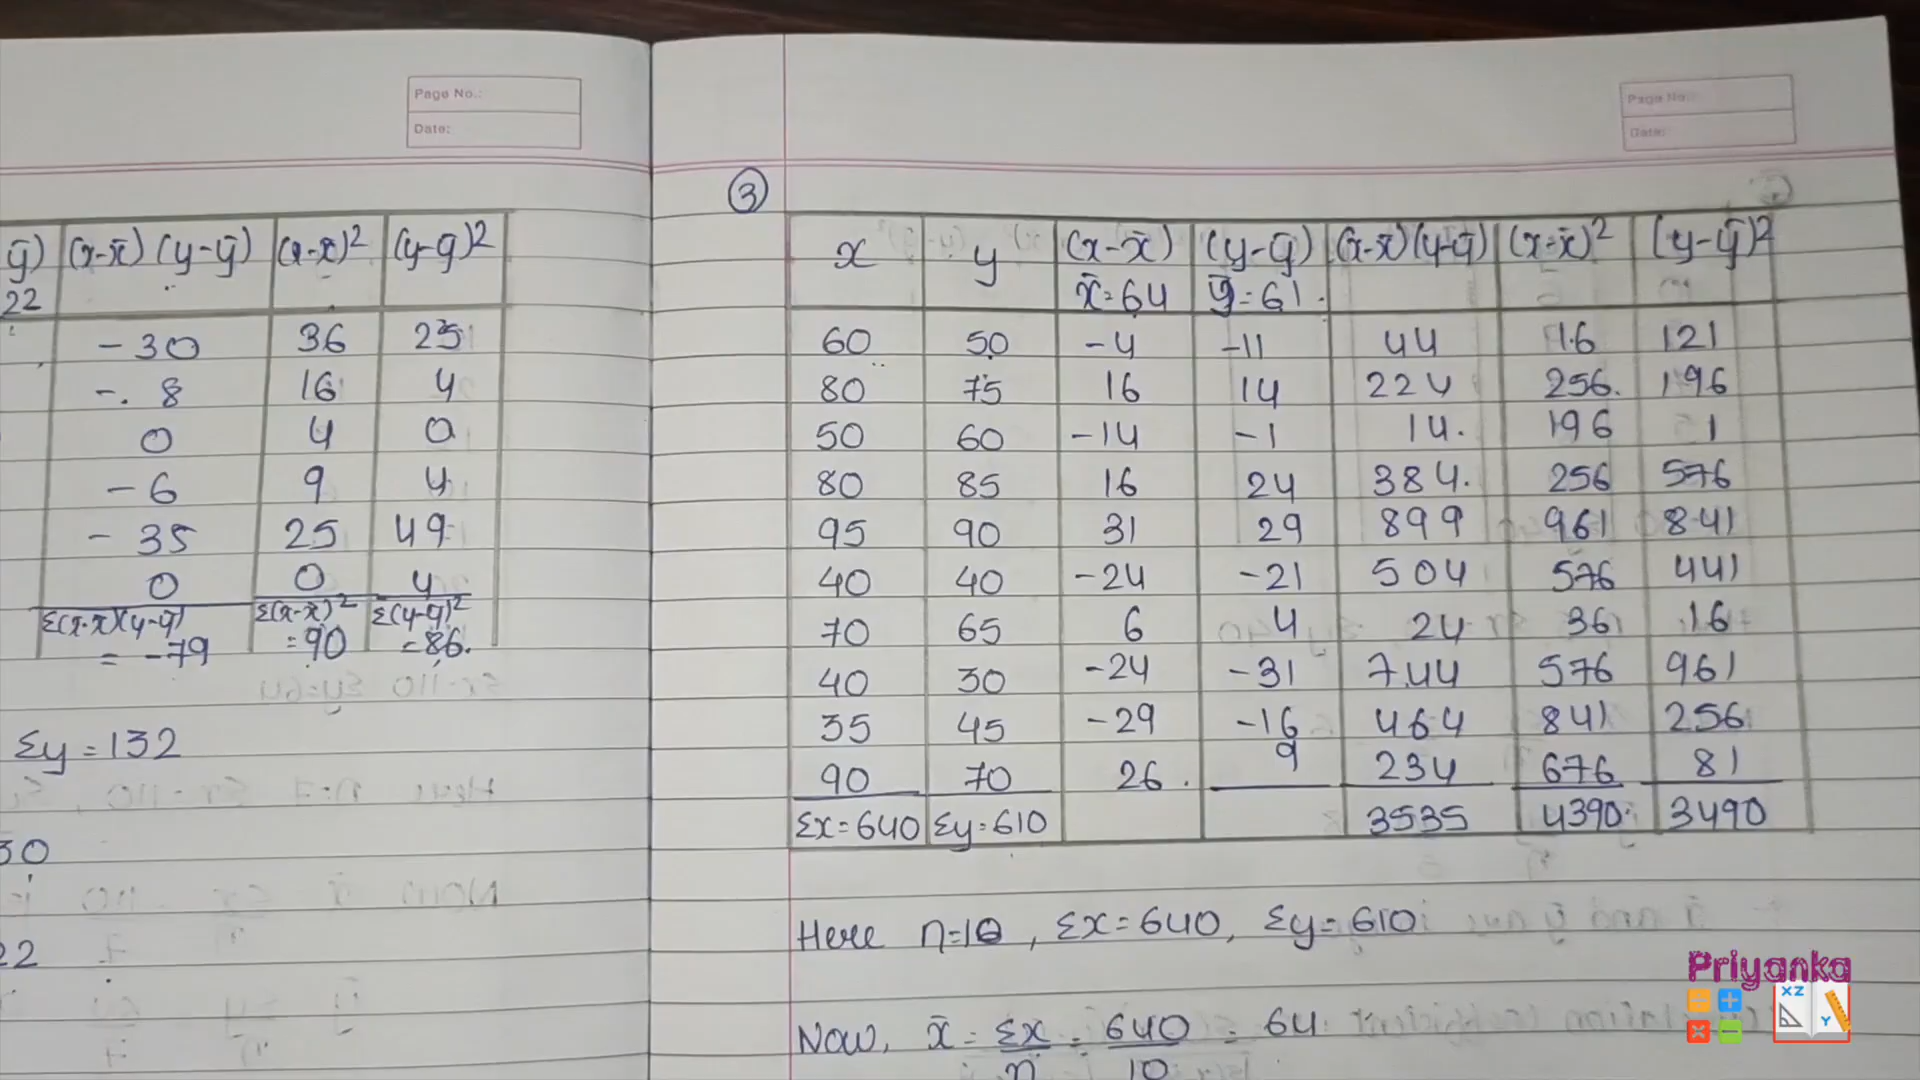 Page No.:
Date:
ȳ) (x-x̄) (y-ȳ) (x-x̄)² (y-ȳ)²
22
-30 36 25
-. 8 16 4
0 4 0
-6 9 4
-35 25 49
0 0 4
Σ(x-x̄)(y-ȳ) Σ(x-x̄)² Σ(y-ȳ)²
= -79 =90 =86.
Σy = 132
30
22
Page No.:
Date:
③
x y (x-x̄) (y-ȳ) (x-x̄)(y-ȳ) (x-x̄)² (y-ȳ)²
x̄=64 ȳ=61.
60 50 -4 -11 44 16 121
80 75 16 14 224 256. 196
50 60 -14 -1 14. 196 1
80 85 16 24 384. 256 576
95 90 31 29 899 961 841
40 40 -24 -21 504 576 441
70 65 6 4 24 36 16
40 30 -24 -31 744 576 961
35 45 -29 -16 464 841 256
90 70 26. 9 234 676 81
Σx=640 Σy=610 3535 4390 3490
Here n=10, Σx=640, Σy=610
Now, x̄ = Σx/n = 640/10 = 64
Priyanka
XZ
Y